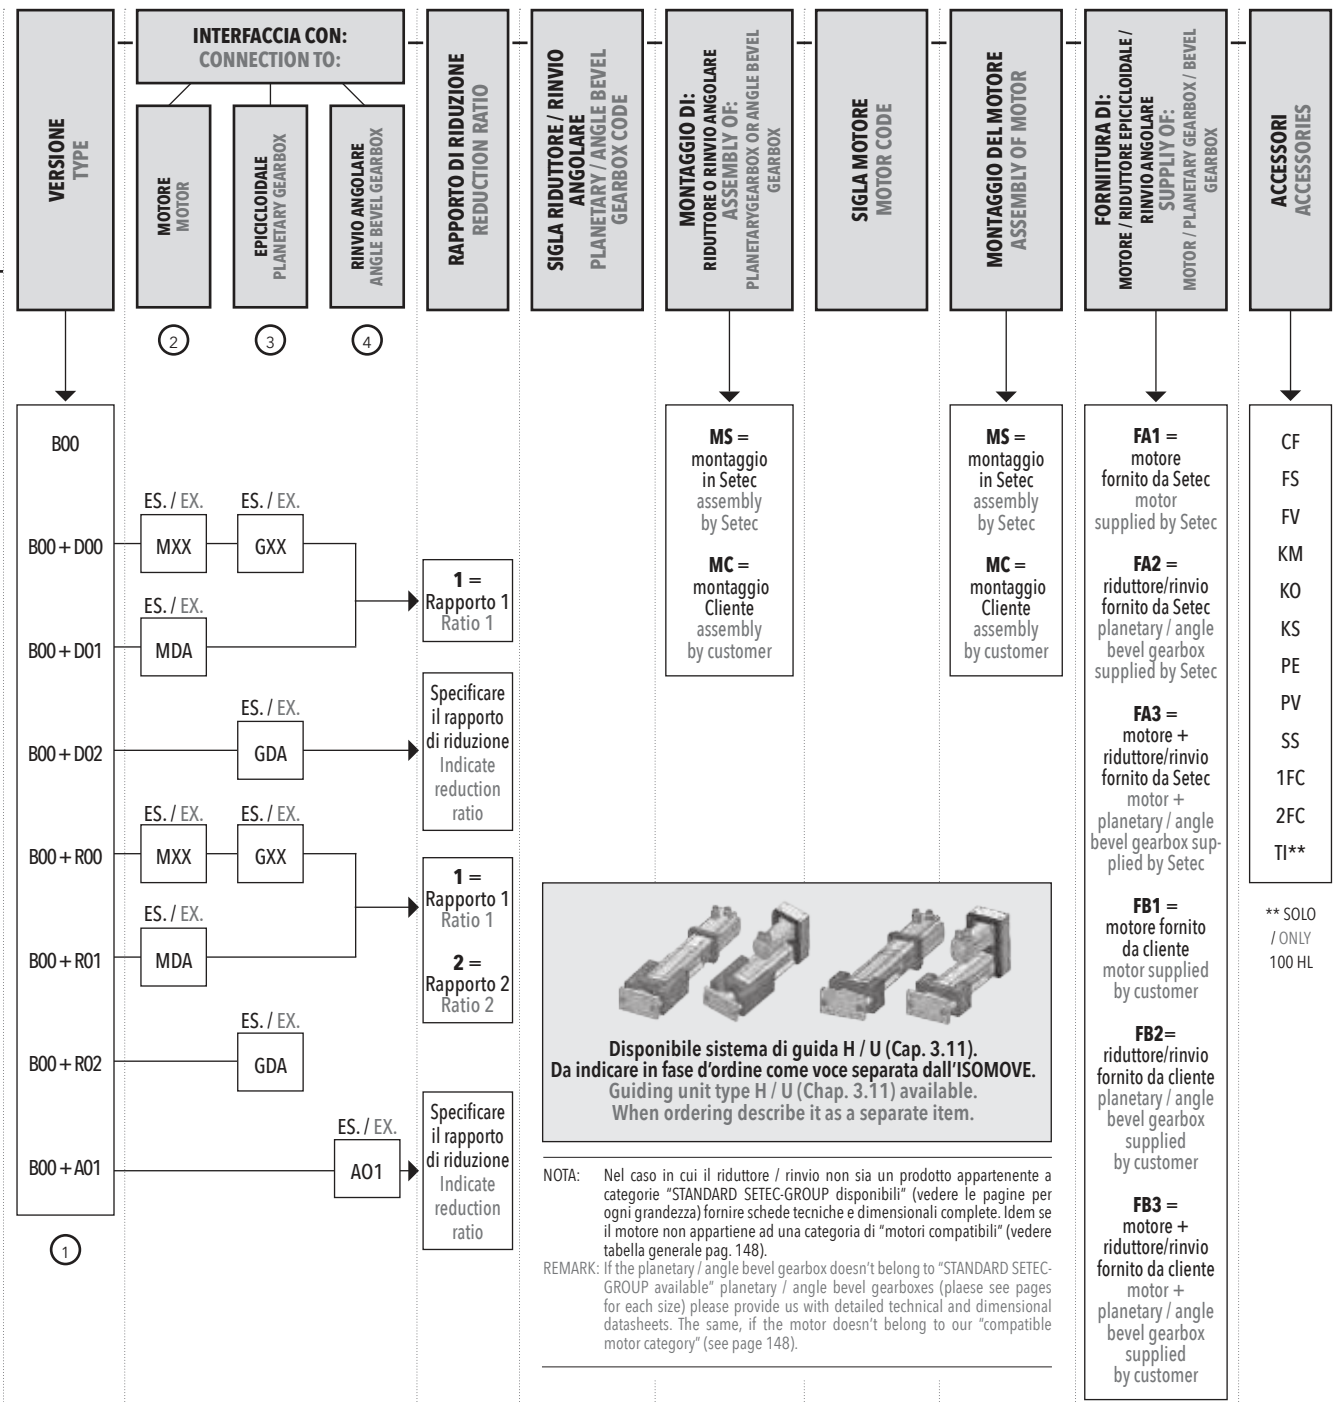 VERSIONE
TYPE
INTERFACCIA CON:
CONNECTION TO:
MOTORE
MOTOR
EPICICLOIDALE
PLANETARY GEARBOX
RINVIO ANGOLARE
ANGLE BEVEL GEARBOX
RAPPORTO DI RIDUZIONE
REDUCTION RATIO
SIGLA RIDUTTORE / RINVIO
ANGOLARE
PLANETARY / ANGLE BEVEL
GEARBOX CODE
MONTAGGIO DI:
RIDUTTORE O RINVIO ANGOLARE
ASSEMBLY OF:
PLANETARYGEARBOX OR ANGLE BEVEL
GEARBOX
SIGLA MOTORE
MOTOR CODE
MONTAGGIO DEL MOTORE
ASSEMBLY OF MOTOR
FORNITURA DI:
MOTORE / RIDUTTORE EPICICLOIDALE /
RINVIO ANGOLARE
SUPPLIY OF:
MOTOR / PLANETARY GEARBOX / BEVEL
GEARBOX
ACCESSORI
ACCESSORIES
2
3
4
B00
B00 + D00
ES. / EX.
MXX
ES. / EX.
GXX
B00 + D01
ES. / EX.
MDA
1 =
Rapporto 1
Ratio 1
B00 + D02
ES. / EX.
GDA
Specificare
il rapporto
di riduzione
Indicate
reduction
ratio
B00 + R00
ES. / EX.
MXX
ES. / EX.
GXX
B00 + R01
ES. / EX.
MDA
1 =
Rapporto 1
Ratio 1
2 =
Rapporto 2
Ratio 2
B00 + R02
ES. / EX.
GDA
B00 + A01
ES. / EX.
AO1
Specificare
il rapporto
di riduzione
Indicate
reduction
ratio
1
MS =
montaggio
in Setec
assembly
by Setec
MC =
montaggio
Cliente
assembly
by customer
MS =
montaggio
in Setec
assembly
by Setec
MC =
montaggio
Cliente
assembly
by customer
FA1 =
motore
fornito da Setec
motor
supplied by Setec
FA2 =
riduttore/rinvio
fornito da Setec
planetary / angle
bevel gearbox
supplied by Setec
FA3 =
motore +
riduttore/rinvio
fornito da Setec
motor +
planetary / angle
bevel gearbox sup-
plied by Setec
FB1 =
motore fornito
da cliente
motor supplied
by customer
FB2=
riduttore/rinvio
fornito da cliente
planetary / angle
bevel gearbox
supplied
by customer
FB3 =
motore +
riduttore/rinvio
fornito da cliente
motor +
planetary / angle
bevel gearbox
supplied
by customer
CF
FS
FV
KM
KO
KS
PE
PV
SS
1FC
2FC
TI**
** SOLO
/ ONLY
100 HL
Disponibile sistema di guida H / U (Cap. 3.11).
Da indicare in fase d'ordine come voce separata dall'ISOMOVE.
Guiding unit type H / U (Chap. 3.11) available.
When ordering describe it as a separate item.
NOTA: Nel caso in cui il riduttore / rinvio non sia un prodotto appartenente a
categorie “STANDARD SETEC-GROUP disponibili” (vedere le pagine per
ogni grandezza) fornire schede tecniche e dimensionali complete. Idem se
il motore non appartiene ad una categoria di “motori compatibili” (vedere
tabella generale pag. 148).
REMARK: If the planetary / angle bevel gearbox doesn't belong to “STANDARD SETEC-
GROUP available” planetary / angle bevel gearboxes (plaese see pages
for each size) please provide us with detailed technical and dimensional
datasheets. The same, if the motor doesn't belong to our “compatible
motor category” (see page 148).